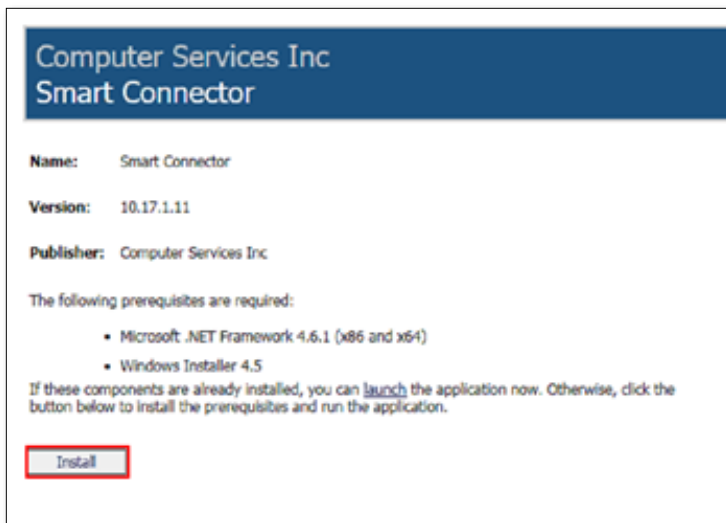 Computer Services Inc
Smart Connector
Name: Smart Connector
Version: 10.17.1.11
Publisher: Computer Services Inc
The following prerequisites are required:
• Microsoft .NET Framework 4.6.1 (x86 and x64)
• Windows Installer 4.5
If these components are already installed, you can launch the application now. Otherwise, click the
button below to install the prerequisites and run the application.
Install